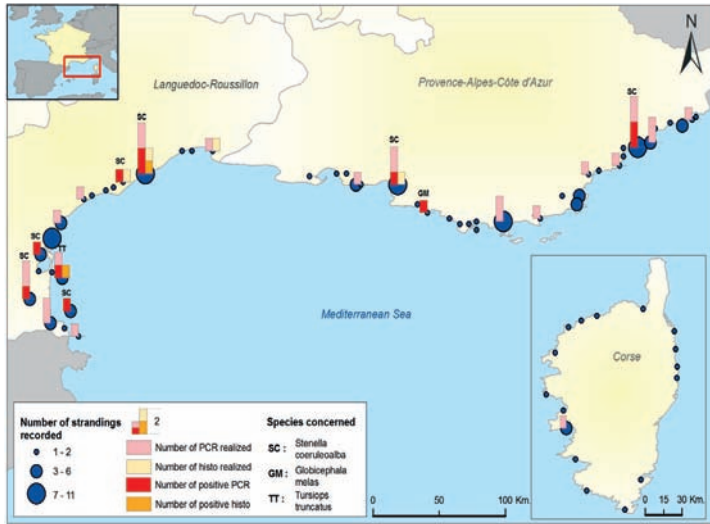 N
Languedoc-Roussillon
Provence-Alpes-Côte d'Azur
SC
SC
SC
SC
GM
SC
TT
SC
SC
Mediterranean Sea
Corse
Number of strandings recorded
1 - 2
3 - 6
7 - 11
2
Number of PCR realized
Number of histo realized
Number of positive PCR
Number of positive histo
Species concerned
SC : Stenella coeruleoalba
GM : Globicephala melas
TT : Tursiops truncatus
0 50 100 Km.
0 15 30 Km.